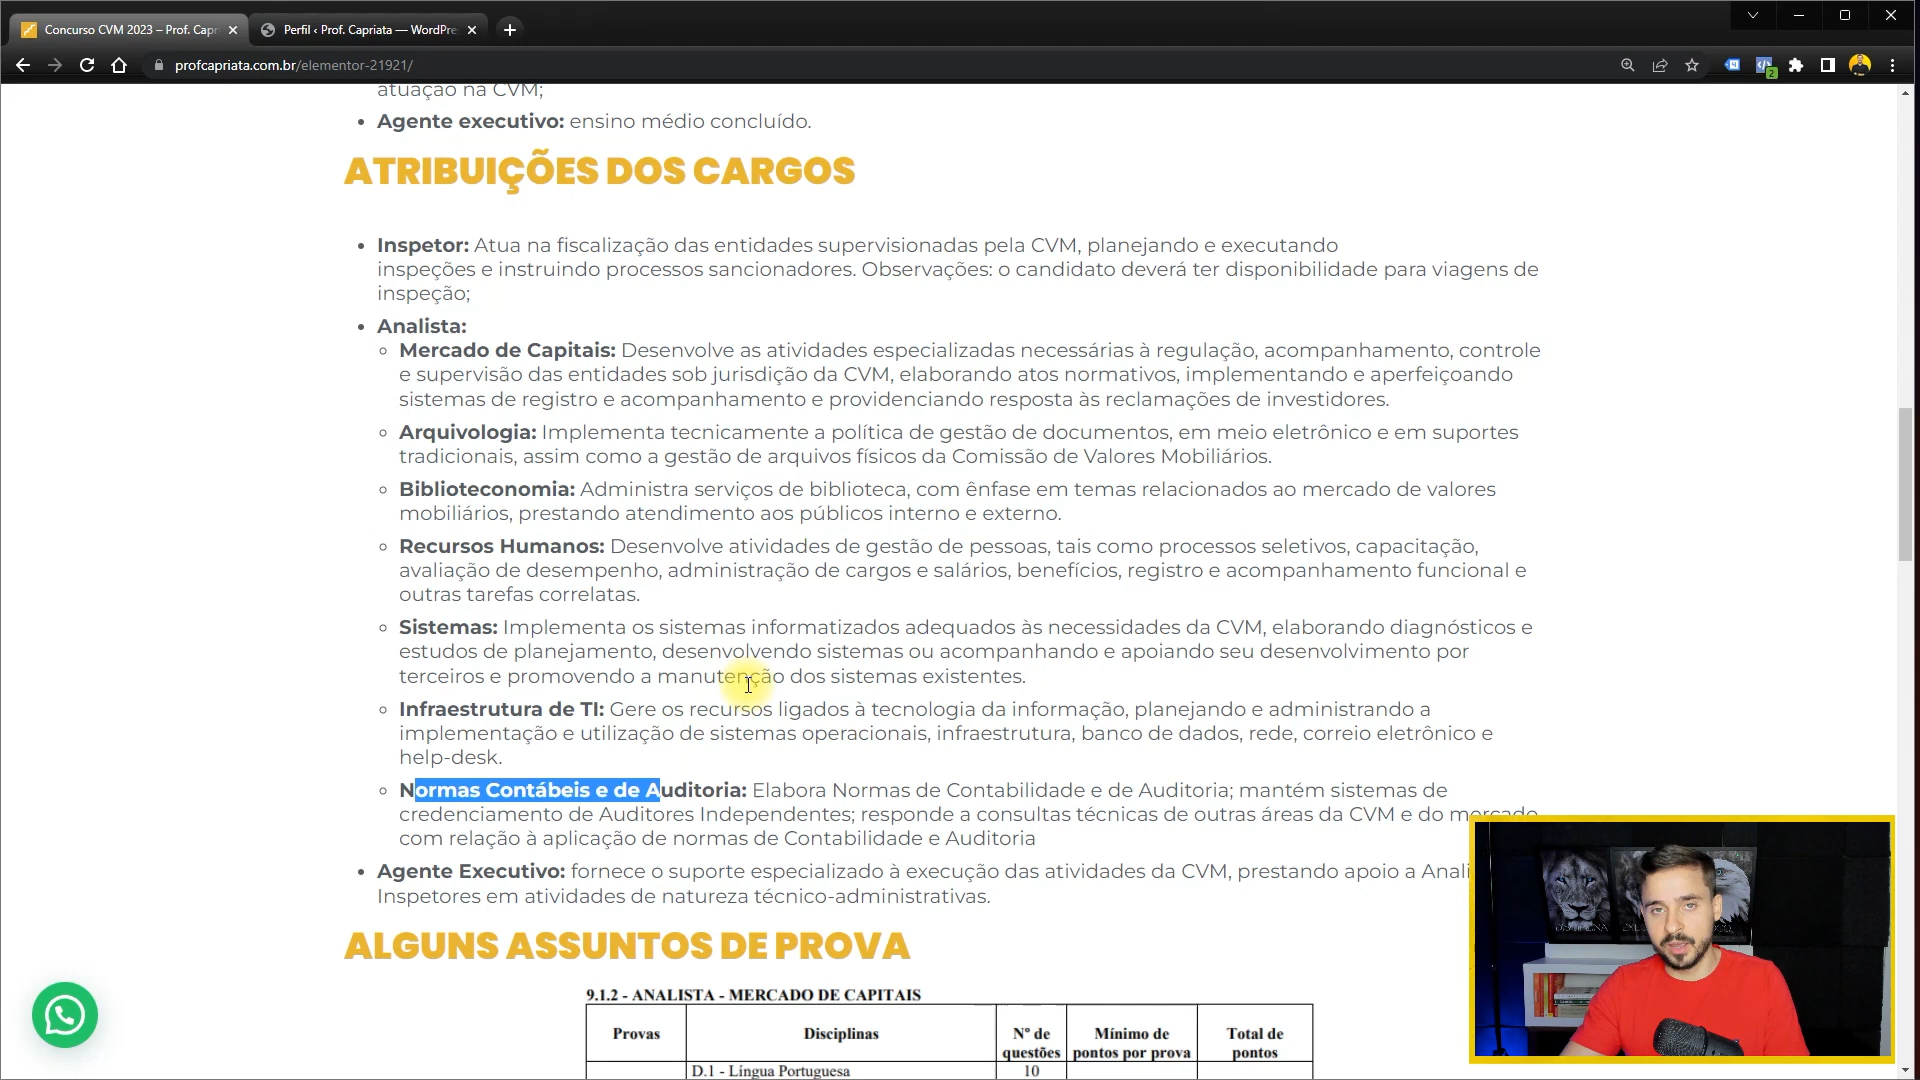 Concurso CVM 2023 – Prof. Capr
Perfil ‹ Prof. Capriata — WordPre
profcapriata.com.br/elementor-21921/
2
atuação na CVM;
• Agente executivo: ensino médio concluído.
ATRIBUIÇÕES DOS CARGOS
• Inspetor: Atua na fiscalização das entidades supervisionadas pela CVM, planejando e executando
inspeções e instruindo processos sancionadores. Observações: o candidato deverá ter disponibilidade para viagens de
inspeção;
• Analista:
◦ Mercado de Capitais: Desenvolve as atividades especializadas necessárias à regulação, acompanhamento, controle
e supervisão das entidades sob jurisdição da CVM, elaborando atos normativos, implementando e aperfeiçoando
sistemas de registro e acompanhamento e providenciando resposta às reclamações de investidores.
◦ Arquivologia: Implementa tecnicamente a política de gestão de documentos, em meio eletrônico e em suportes
tradicionais, assim como a gestão de arquivos físicos da Comissão de Valores Mobiliários.
◦ Biblioteconomia: Administra serviços de biblioteca, com ênfase em temas relacionados ao mercado de valores
mobiliários, prestando atendimento aos públicos interno e externo.
◦ Recursos Humanos: Desenvolve atividades de gestão de pessoas, tais como processos seletivos, capacitação,
avaliação de desempenho, administração de cargos e salários, benefícios, registro e acompanhamento funcional e
outras tarefas correlatas.
◦ Sistemas: Implementa os sistemas informatizados adequados às necessidades da CVM, elaborando diagnósticos e
estudos de planejamento, desenvolvendo sistemas ou acompanhando e apoiando seu desenvolvimento por
terceiros e promovendo a manutenção dos sistemas existentes.
◦ Infraestrutura de TI: Gere os recursos ligados à tecnologia da informação, planejando e administrando a
implementação e utilização de sistemas operacionais, infraestrutura, banco de dados, rede, correio eletrônico e
help-desk.
◦ Normas Contábeis e de Auditoria: Elabora Normas de Contabilidade e de Auditoria; mantém sistemas de
credenciamento de Auditores Independentes; responde a consultas técnicas de outras áreas da CVM e do mercado
com relação à aplicação de normas de Contabilidade e Auditoria
• Agente Executivo: fornece o suporte especializado à execução das atividades da CVM, prestando apoio a Anali
Inspetores em atividades de natureza técnico-administrativas.
ALGUNS ASSUNTOS DE PROVA
9.1.2 - ANALISTA - MERCADO DE CAPITAIS
Provas Disciplinas Nº de questões Mínimo de pontos por prova Total de pontos
D.1 - Língua Portuguesa 10